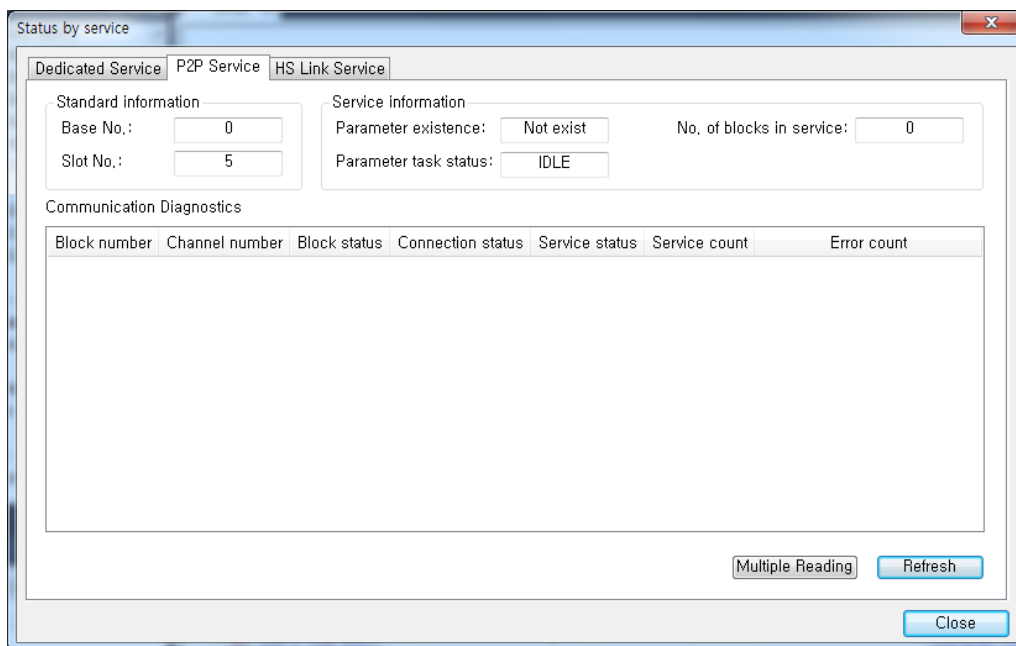 Status by service
Dedicated Service P2P Service HS Link Service
Standard information
Base No.: 0
Slot No.: 5
Service information
Parameter existence: Not exist No. of blocks in service: 0
Parameter task status: IDLE
Communication Diagnostics
Block number Channel number Block status Connection status Service status Service count Error count
Multiple Reading Refresh
Close